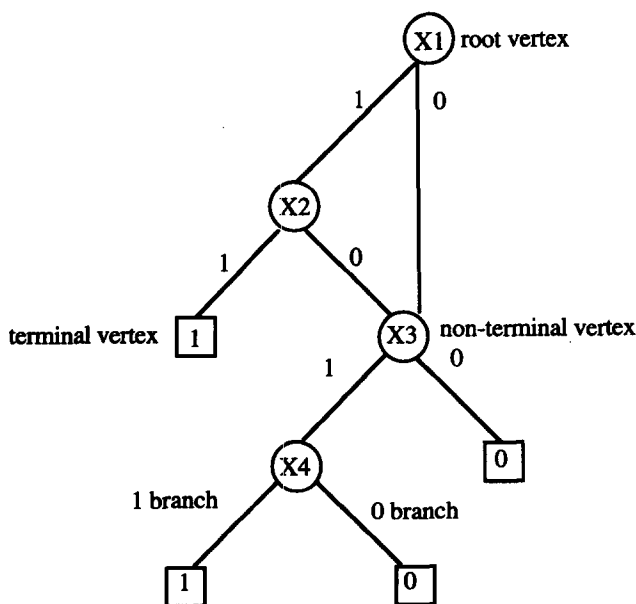 X1 root vertex
1 0
X2
1 0
terminal vertex 1
X3 non-terminal vertex
1 0
X4 0
1 branch 0 branch
1 0